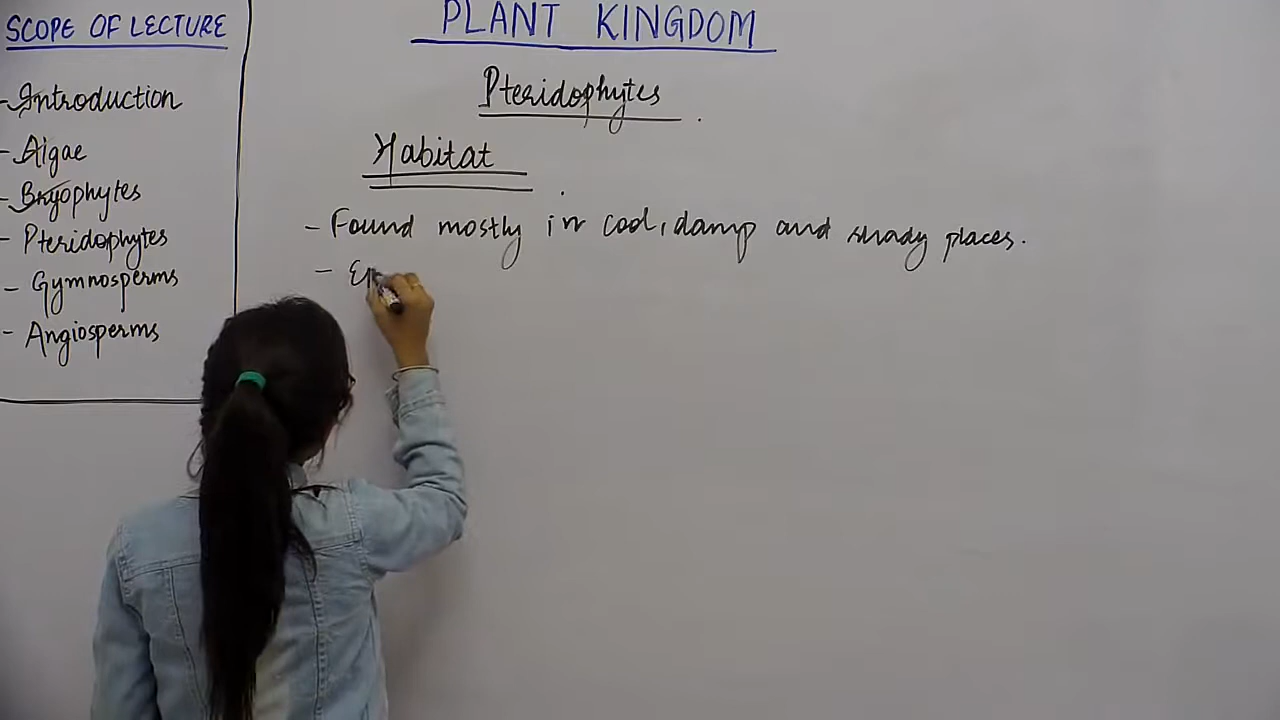 SCOPE OF LECTURE
- Introduction
- Algae
- Bryophytes
- Pteridophytes
- Gymnosperms
- Angiosperms
PLANT KINGDOM
Pteridophytes.
Habitat
- Found mostly in cool, damp and shady places.
- Ep